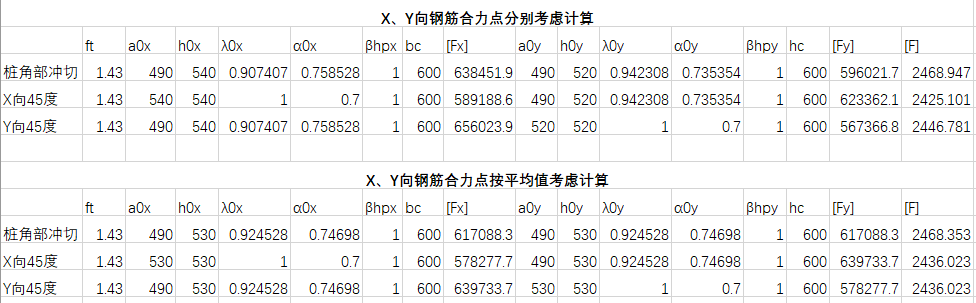 X、Y向钢筋合力点分别考虑计算
ft a0x h0x λ0x α0x βhpx bc [Fx] a0y h0y λ0y α0y βhpy hc [Fy] [F]
桩角部冲切 1.43 490 540 0.907407 0.758528 1 600 638451.9 490 520 0.942308 0.735354 1 600 596021.7 2468.947
X向45度 1.43 540 540 1 0.7 1 600 589188.6 490 520 0.942308 0.735354 1 600 623362.1 2425.101
Y向45度 1.43 490 540 0.907407 0.758528 1 600 656023.9 520 520 1 0.7 1 600 567366.8 2446.781
X、Y向钢筋合力点按平均值考虑计算
ft a0x h0x λ0x α0x βhpx bc [Fx] a0y h0y λ0y α0y βhpy hc [Fy] [F]
桩角部冲切 1.43 490 530 0.924528 0.74698 1 600 617088.3 490 530 0.924528 0.74698 1 600 617088.3 2468.353
X向45度 1.43 530 530 1 0.7 1 600 578277.7 490 530 0.924528 0.74698 1 600 639733.7 2436.023
Y向45度 1.43 490 530 0.924528 0.74698 1 600 639733.7 530 530 1 0.7 1 600 578277.7 2436.023